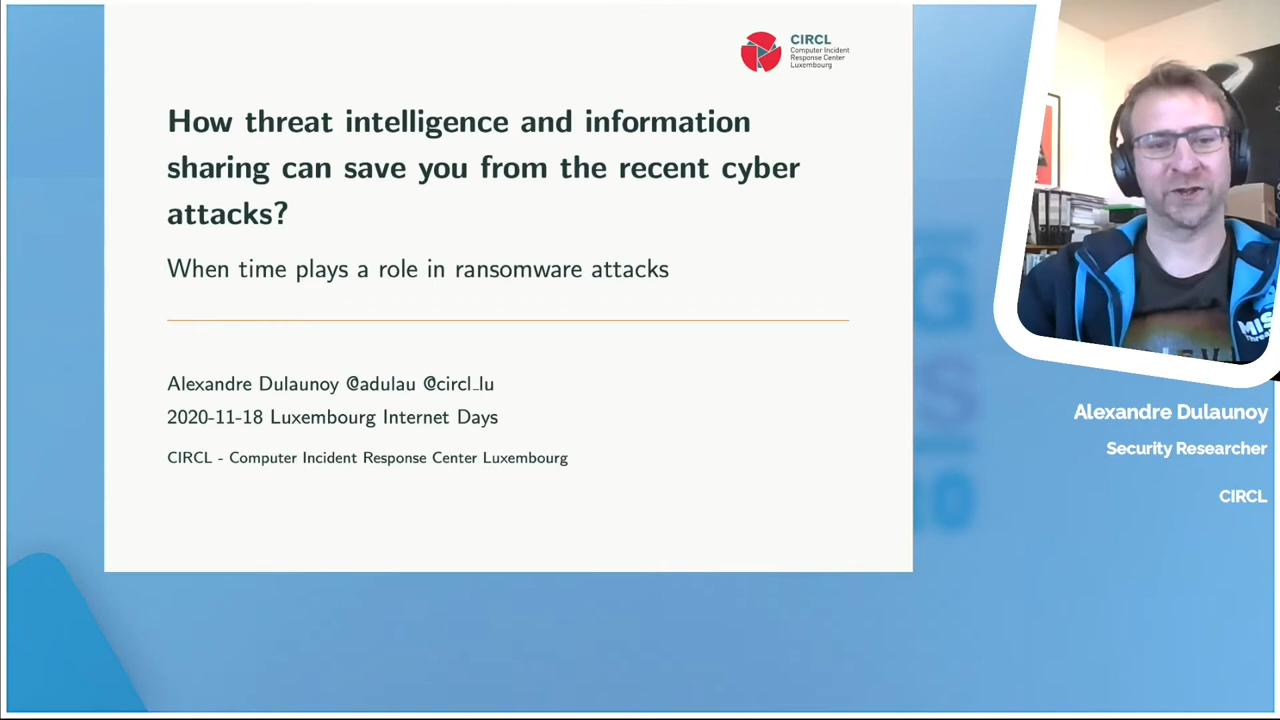 CIRCL
Computer Incident
Response Center
Luxembourg
How threat intelligence and information
sharing can save you from the recent cyber
attacks?
When time plays a role in ransomware attacks
Alexandre Dulaunoy @adulau @circl_lu
2020-11-18 Luxembourg Internet Days
CIRCL - Computer Incident Response Center Luxembourg
Alexandre Dulaunoy
Security Researcher
CIRCL